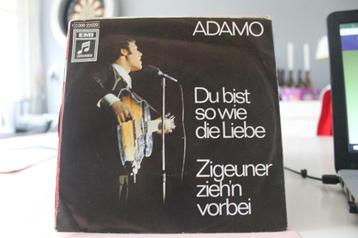 ADAMO
EMI
Du bist
so wie
die Liebe
Zigeuner
zieh'n
vorbei